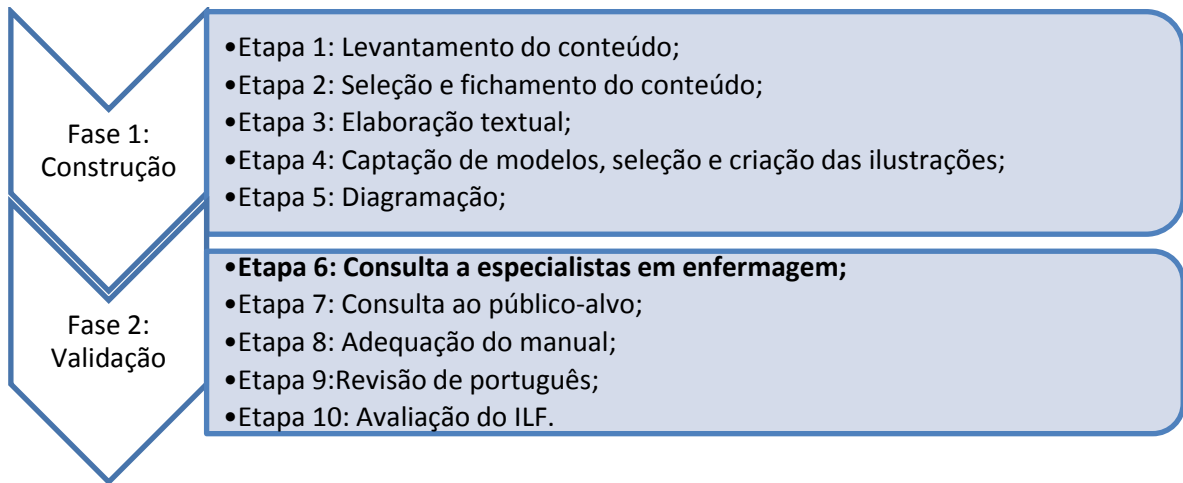 Fase 1:
Construção
•Etapa 1: Levantamento do conteúdo;
•Etapa 2: Seleção e fichamento do conteúdo;
•Etapa 3: Elaboração textual;
•Etapa 4: Captação de modelos, seleção e criação das ilustrações;
•Etapa 5: Diagramação;
Fase 2:
Validação
•Etapa 6: Consulta a especialistas em enfermagem;
•Etapa 7: Consulta ao público-alvo;
•Etapa 8: Adequação do manual;
•Etapa 9:Revisão de português;
•Etapa 10: Avaliação do ILF.